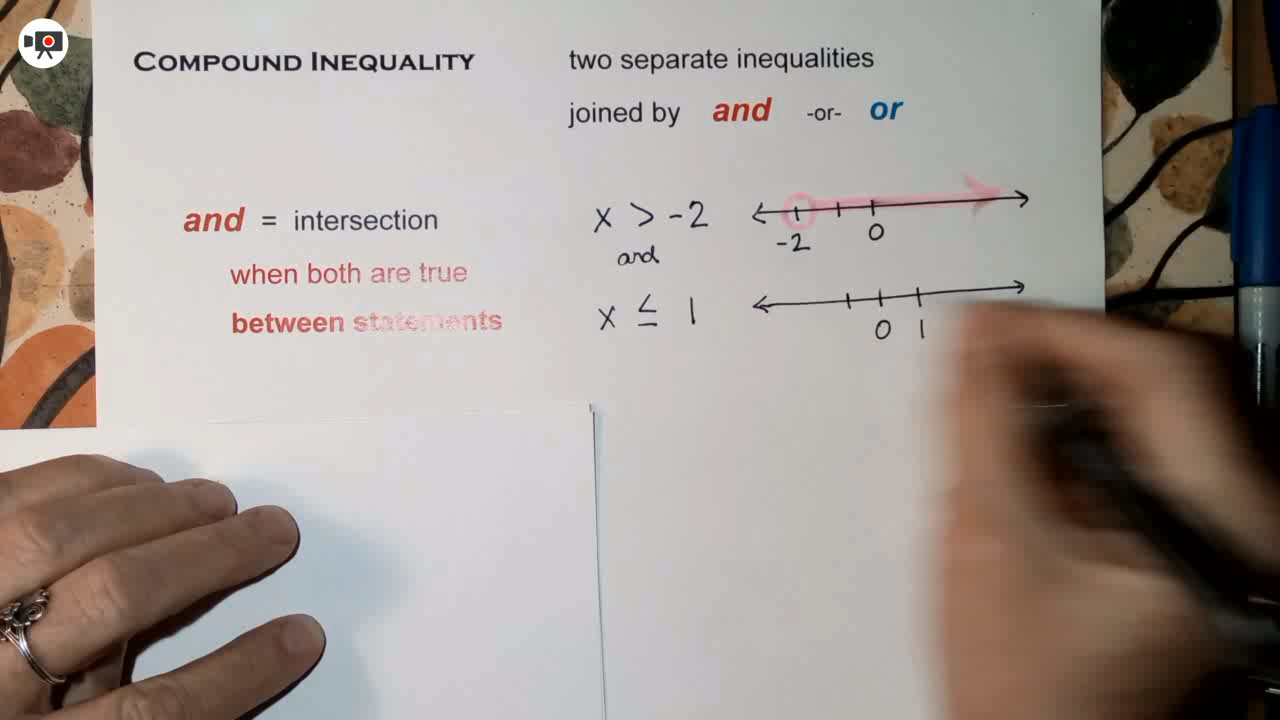 COMPOUND INEQUALITY
two separate inequalities
joined by and -or- or
and = intersection
when both are true
between statements
x > -2
and
x ≤ 1
-2 0
0 1